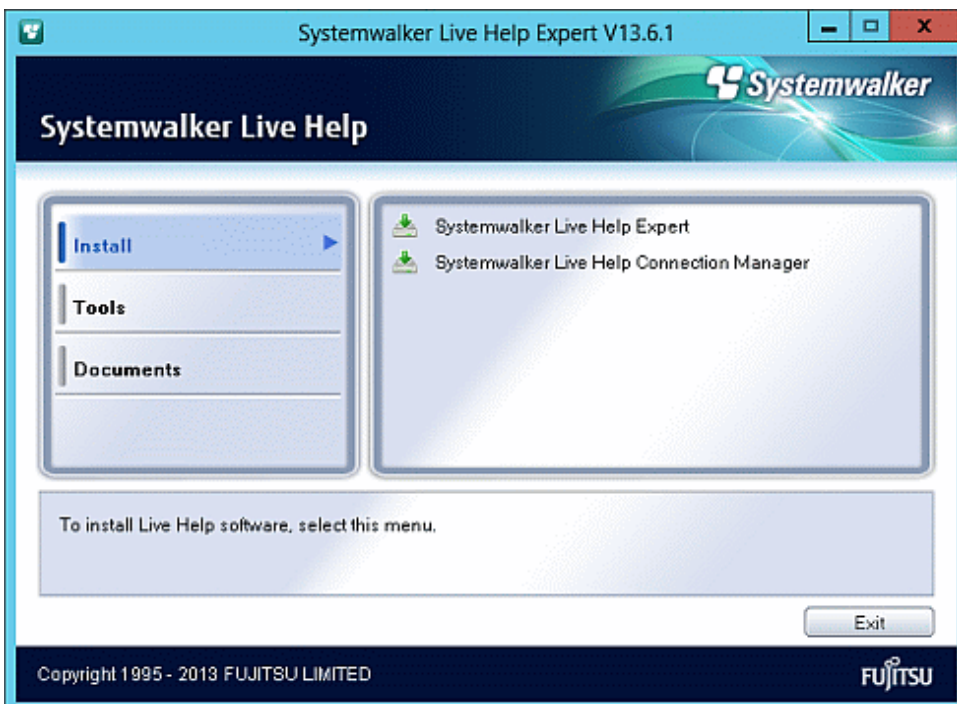 Systemwalker Live Help Expert V13.6.1
Systemwalker
Systemwalker Live Help
Install
Tools
Documents
Systemwalker Live Help Expert
Systemwalker Live Help Connection Manager
To install Live Help software, select this menu.
Exit
Copyright 1995 - 2013 FUJITSU LIMITED
FUJITSU